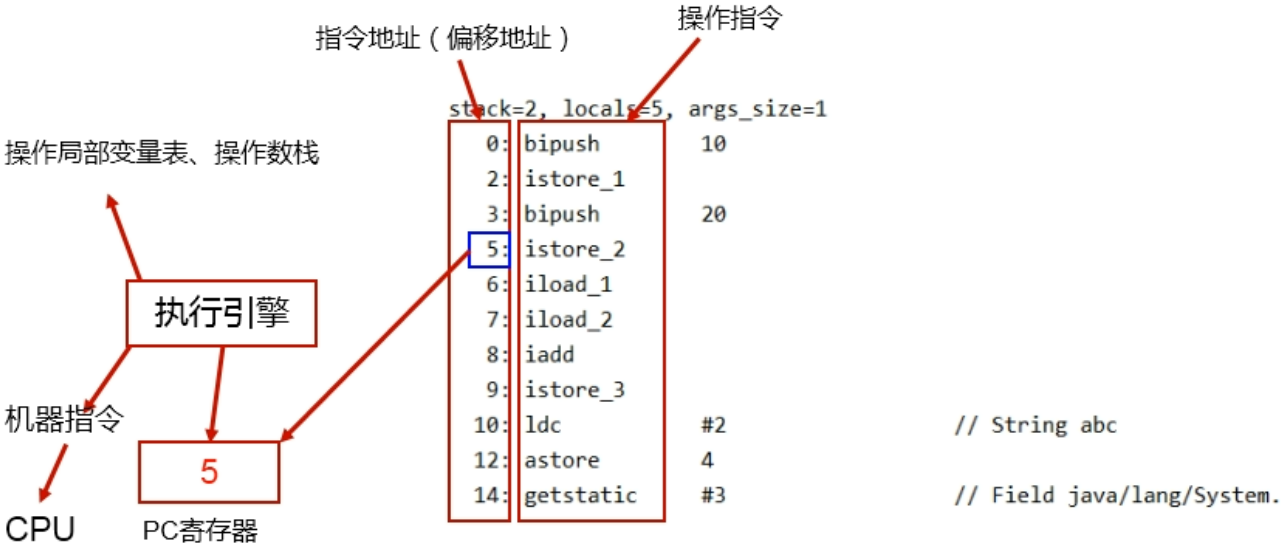 操作指令
指令地址（偏移地址）
stack=2, locals=5, args_size=1
0: bipush 10
操作局部变量表、操作数栈
2: istore_1
3: bipush 20
5: istore_2
6: iload_1
执行引擎
7: iload_2
8: iadd
9: istore_3
机器指令
10: ldc #2 // String abc
12: astore 4
5
14: getstatic #3 // Field java/lang/System.
CPU
PC寄存器